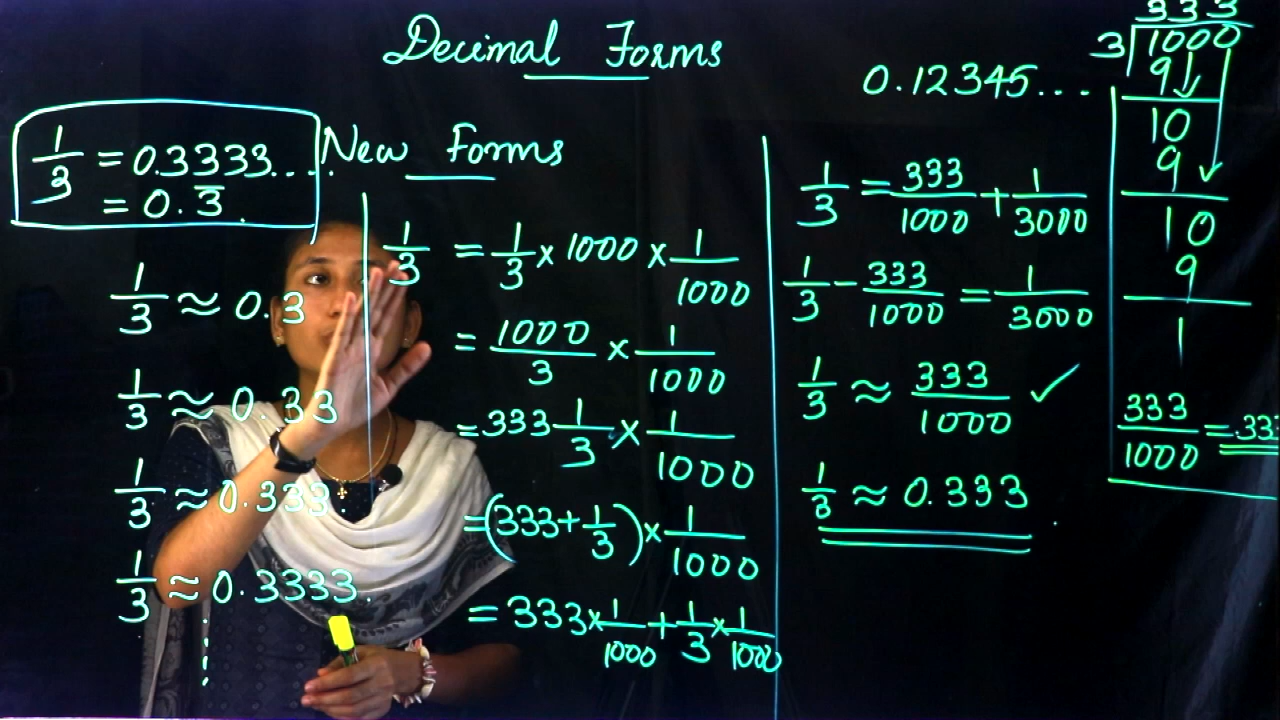 Decimal Forms
0.12345...
1/3 = 0.3333....
= 0.3̅.
New Forms
1/3 ≈ 0.3
1/3 ≈ 0.33
1/3 ≈ 0.333.
1/3 ≈ 0.3333.
1/3 = 1/3 × 1000 × 1/1000
= 1000/3 × 1/1000
= 333 1/3 × 1/1000
= (333 + 1/3) × 1/1000
= 333 × 1/1000 + 1/3 × 1/1000
1/3 = 333/1000 + 1/3000
1/3 - 333/1000 = 1/3000
1/3 ≈ 333/1000 ✓
1/3 ≈ 0.333
333
3 1000
9
10
9
10
9
1
333/1000 = .333